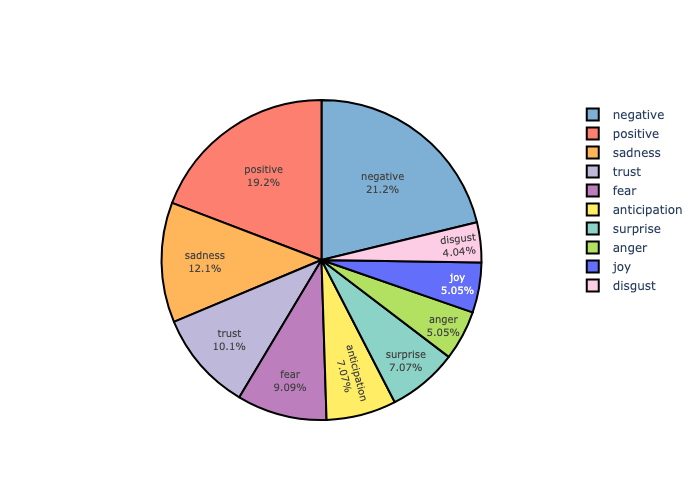 negative
21.2%
positive
19.2%
sadness
12.1%
trust
10.1%
fear
9.09%
anticipation
7.07%
surprise
7.07%
anger
5.05%
joy
5.05%
disgust
4.04%
negative
positive
sadness
trust
fear
anticipation
surprise
anger
joy
disgust